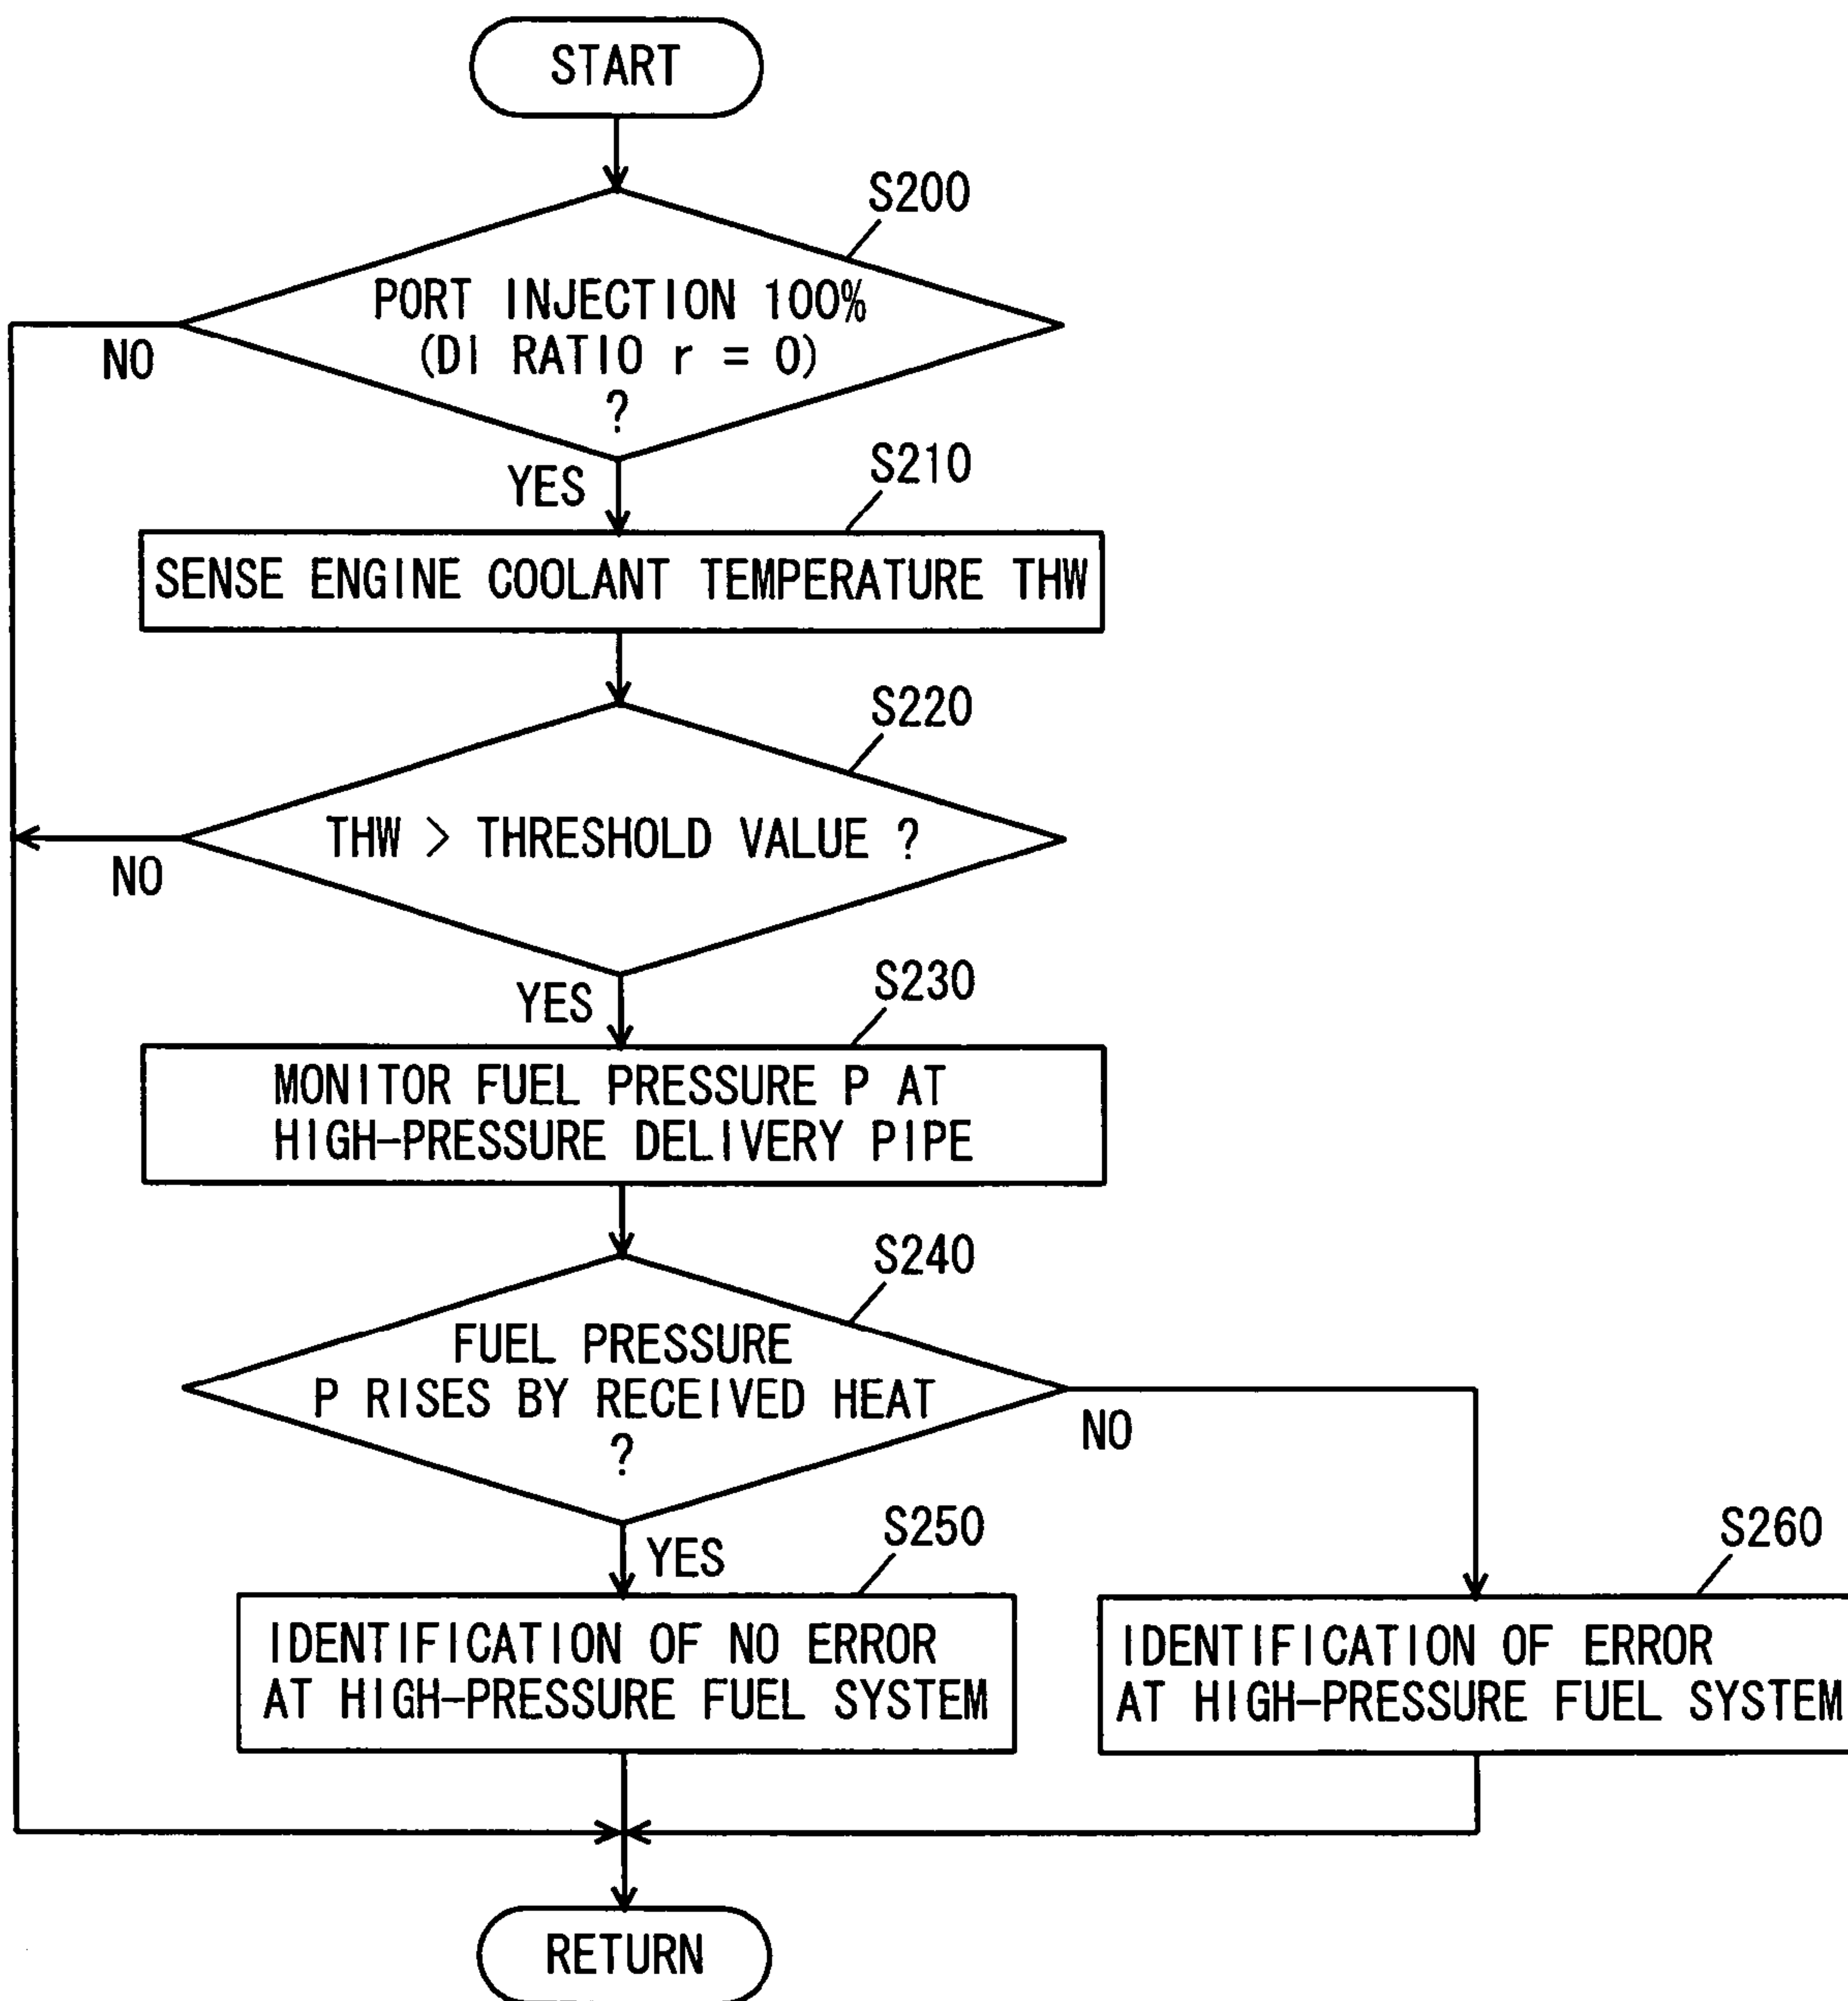 START
S200
PORT INJECTION 100%
(DI RATIO r = 0)
?
NO
YES
S210
SENSE ENGINE COOLANT TEMPERATURE THW
S220
THW > THRESHOLD VALUE ?
NO
YES
S230
MONITOR FUEL PRESSURE P AT
HIGH-PRESSURE DELIVERY PIPE
S240
FUEL PRESSURE
P RISES BY RECEIVED HEAT
?
NO
YES
S250
IDENTIFICATION OF NO ERROR
AT HIGH-PRESSURE FUEL SYSTEM
S260
IDENTIFICATION OF ERROR
AT HIGH-PRESSURE FUEL SYSTEM
RETURN